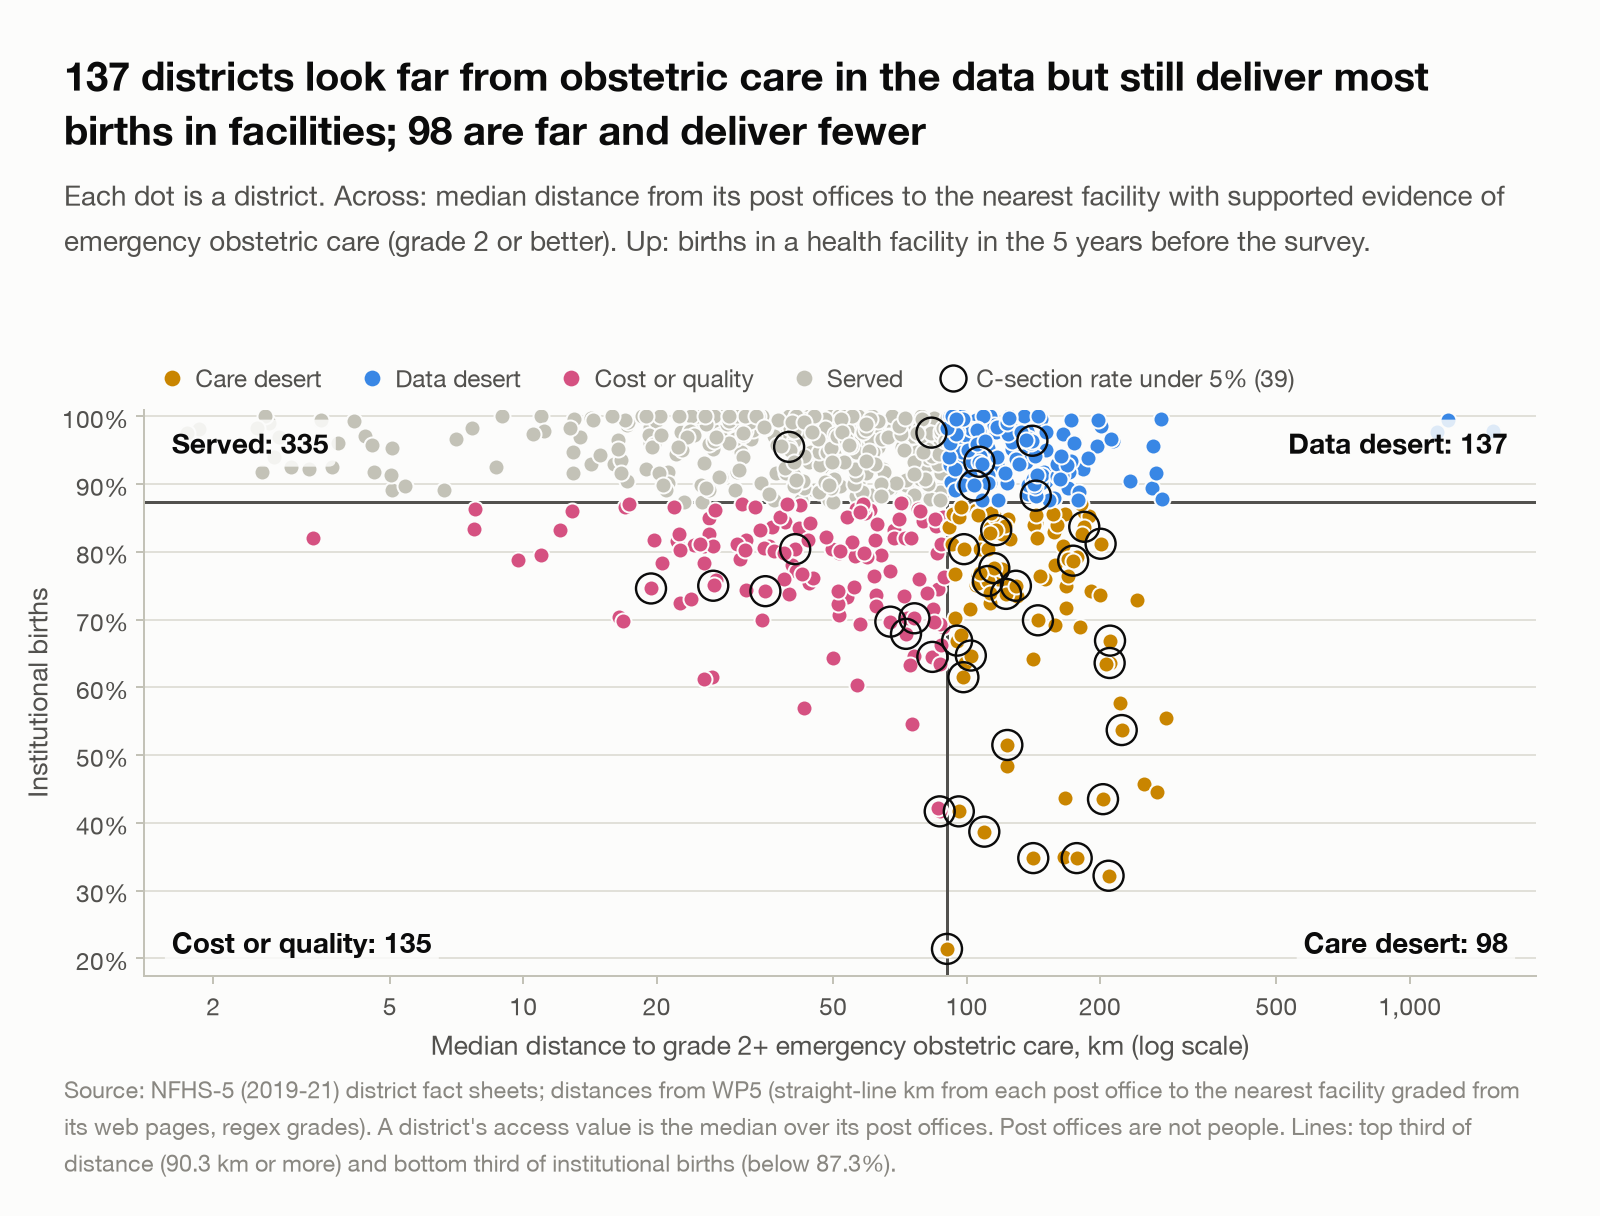 137 districts look far from obstetric care in the data but still deliver most
births in facilities; 98 are far and deliver fewer
Each dot is a district. Across: median distance from its post offices to the nearest facility with supported evidence of
emergency obstetric care (grade 2 or better). Up: births in a health facility in the 5 years before the survey.
Care desert
Data desert
Cost or quality
Served
C-section rate under 5% (39)
100%
90%
80%
70%
60%
50%
40%
30%
20%
Institutional births
Served: 335
Data desert: 137
Cost or quality: 135
Care desert: 98
2
5
10
20
50
100
200
500
1,000
Median distance to grade 2+ emergency obstetric care, km (log scale)
Source: NFHS-5 (2019-21) district fact sheets; distances from WP5 (straight-line km from each post office to the nearest facility graded from
its web pages, regex grades). A district's access value is the median over its post offices. Post offices are not people. Lines: top third of
distance (90.3 km or more) and bottom third of institutional births (below 87.3%).